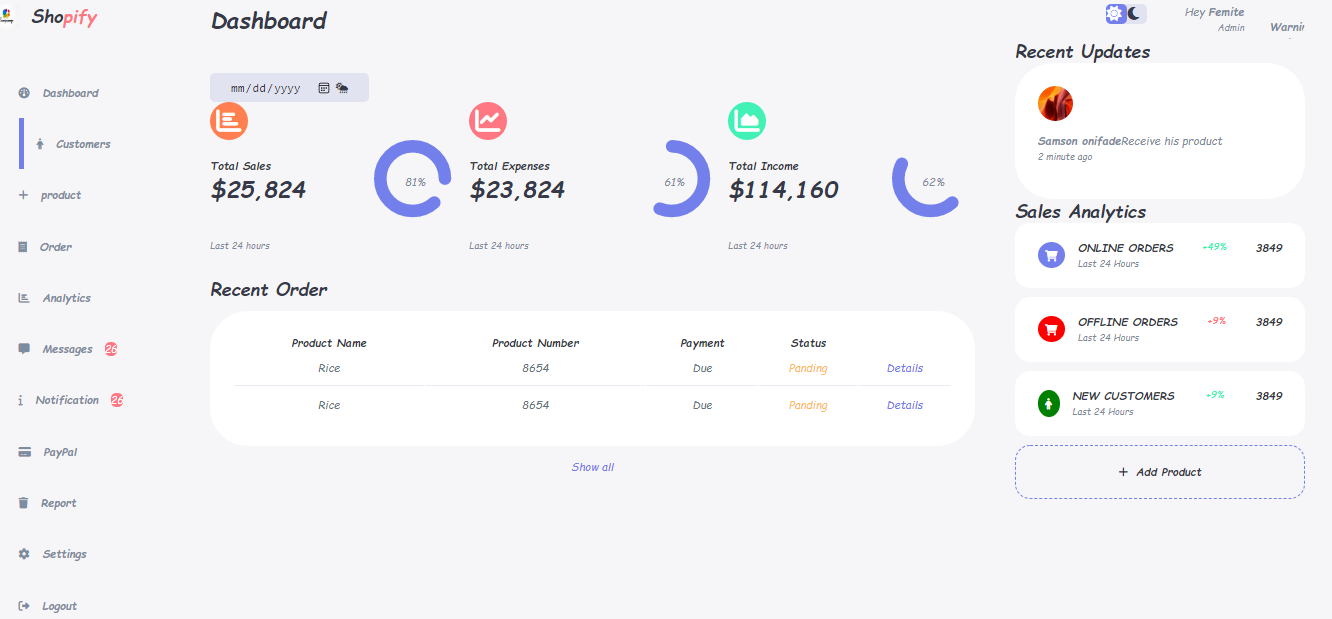 Shopify
Dashboard
Customers
product
Order
Analytics
Messages 26
Notification 26
PayPal
Report
Settings
Logout
Dashboard
mm/dd/yyyy
Total Sales
$25,824
81%
Last 24 hours
Total Expenses
$23,824
61%
Last 24 hours
Total Income
$114,160
62%
Last 24 hours
Recent Order
Product Name Product Number Payment Status
Rice 8654 Due Panding Details
Rice 8654 Due Panding Details
Show all
Hey Femite
Admin
Recent Updates
Samson onifadeReceive his product
2 minute ago
Sales Analytics
ONLINE ORDERS +49% 3849
Last 24 Hours
OFFLINE ORDERS +9% 3849
Last 24 Hours
NEW CUSTOMERS +9% 3849
Last 24 Hours
+ Add Product